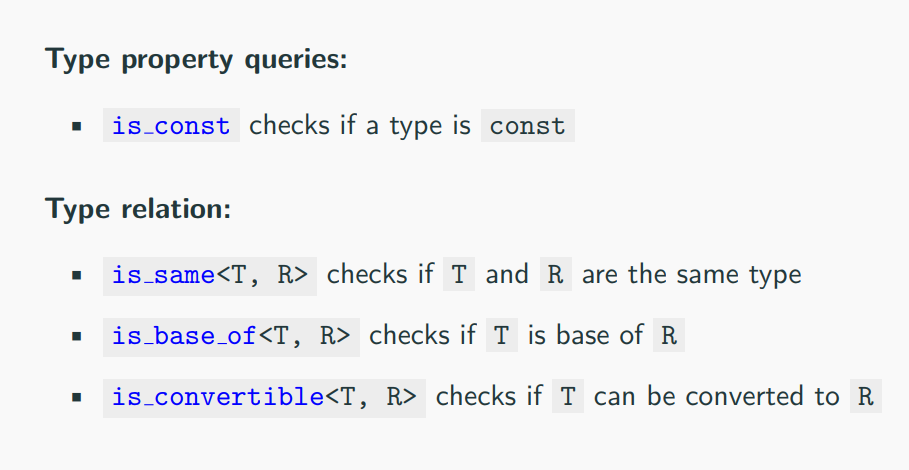 Type property queries:
▪ is_const checks if a type is const
Type relation:
▪ is_same<T, R> checks if T and R are the same type
▪ is_base_of<T, R> checks if T is base of R
▪ is_convertible<T, R> checks if T can be converted to R